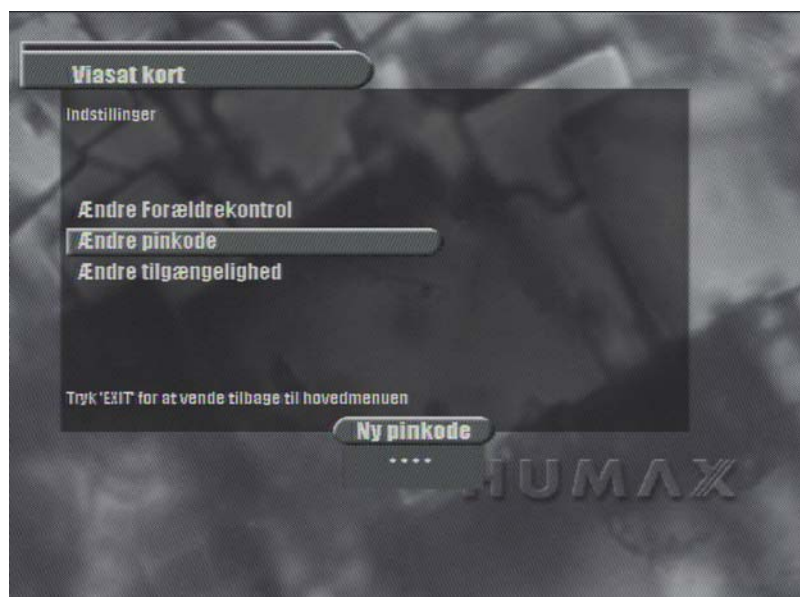 Viasat kort
Indstillinger
Ændre Forældrekontrol
Ændre pinkode
Ændre tilgængelighed
Tryk 'EXIT' for at vende tilbage til hovedmenuen
Ny pinkode
****
HUMAX